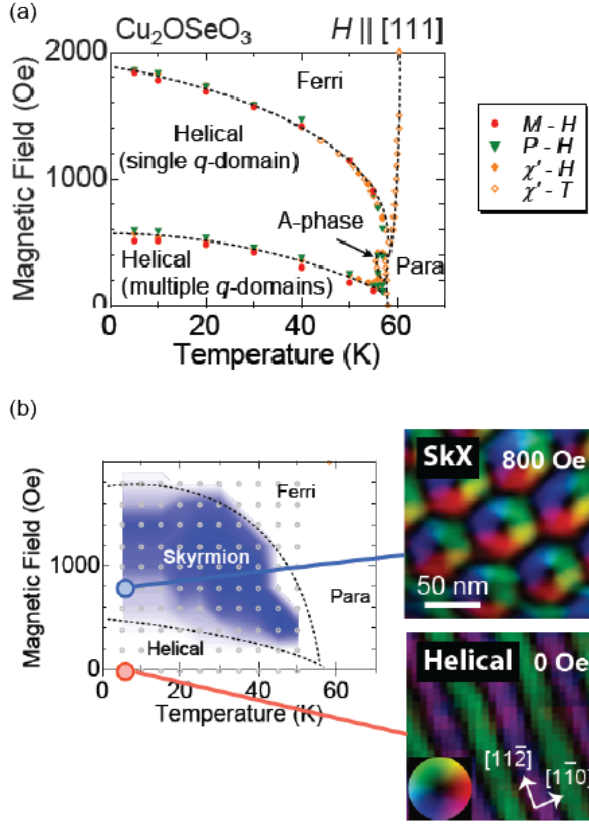 (a)
Cu₂OSeO₃
H || [111]
2000
1000
0
Magnetic Field (Oe)
Ferri
Helical
(single q-domain)
A-phase
Para
Helical
(multiple q-domains)
0 20 40 60
Temperature (K)
M - H
P - H
χ' - H
χ' - T
(b)
Magnetic Field (Oe)
1000
0
Ferri
Skyrmion
Para
Helical
0 20 40 60
Temperature (K)
SkX 800 Oe
50 nm
Helical 0 Oe
[112̄]
[11̄0]